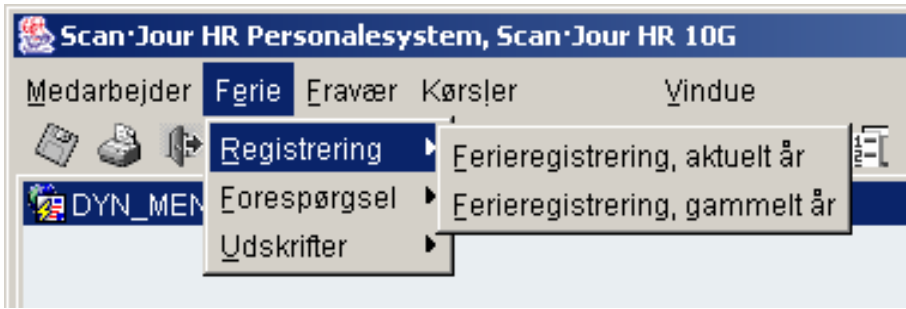 Scan·Jour HR Personalesystem, Scan·Jour HR 10G
Medarbejder Ferie Fravær Kørsler Vindue
Registrering
Ferieregistrering, aktuelt år
DYN_MEN
Forespørgsel
Ferieregistrering, gammelt år
Udskrifter